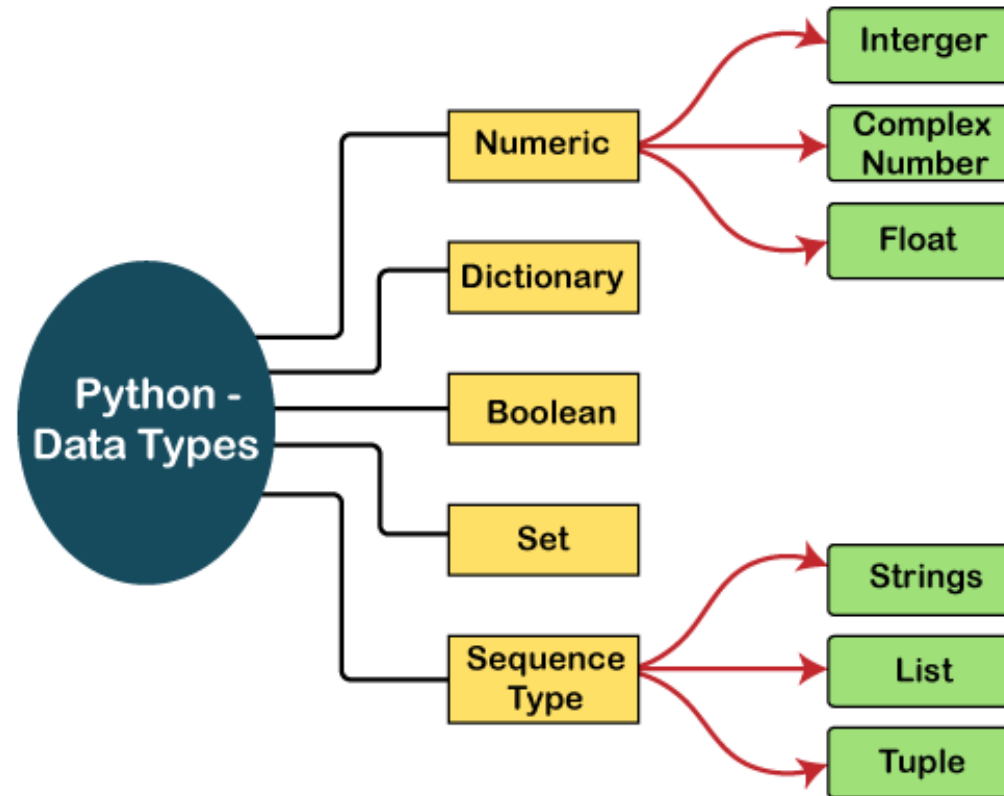 Python -
Data Types
Numeric
Dictionary
Boolean
Set
Sequence
Type
Interger
Complex
Number
Float
Strings
List
Tuple